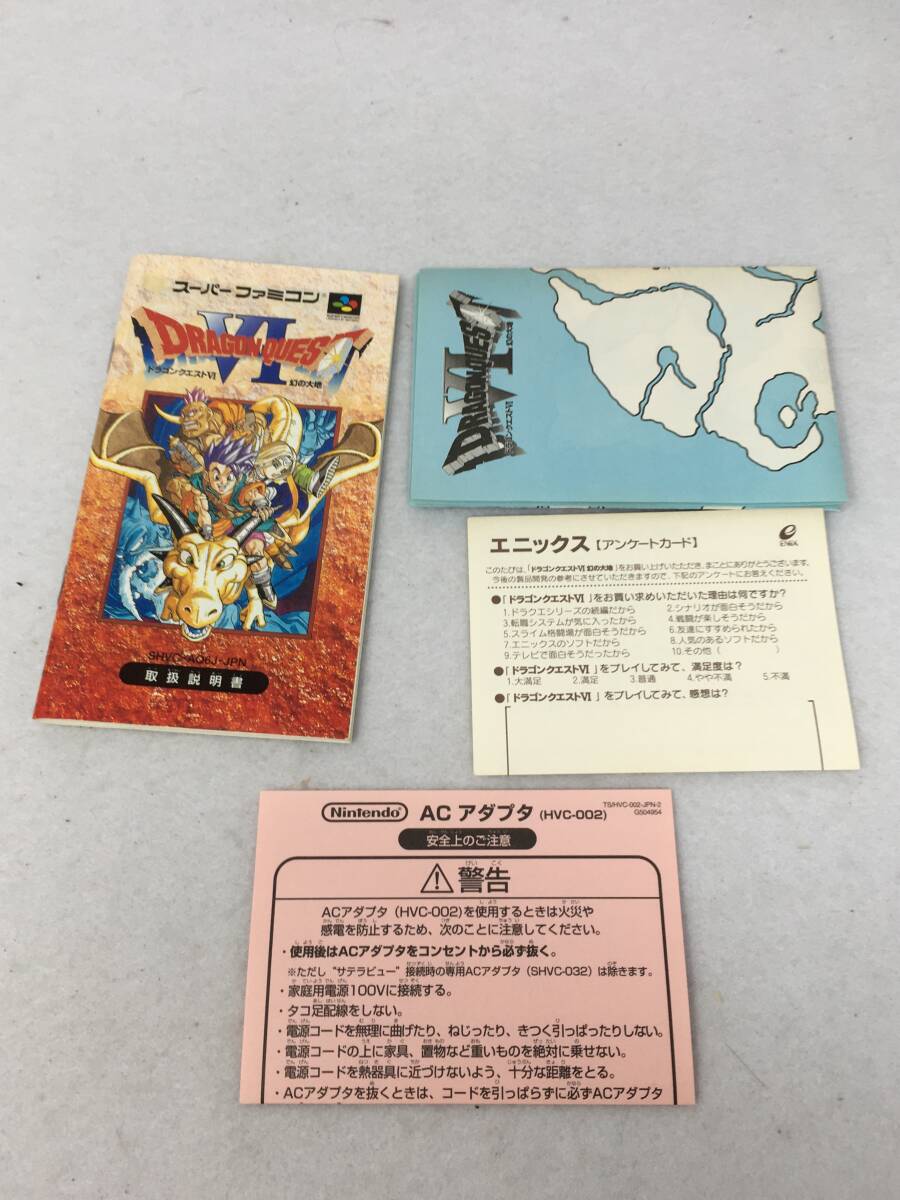 スーパーファミコン
DRAGON QUEST
VI
ドラゴンクエストVI
幻の大地
SHVC-AQ6J-JPN
取扱説明書
DRAGON QUEST
VI
ドラゴンクエストVI
幻の大地
エニックス【アンケートカード】
ENIX
このたびは、「ドラゴンクエストVI 幻の大地」をお買い上げいただき、まことにありがとうございます。
今後の製品開発の参考にさせていただきますので、下記のアンケートにお答えください。
●「ドラゴンクエストVI」をお買い求めいただいた理由は何ですか?
1.ドラクエシリーズの続編だから 2.シナリオが面白そうだから
3.転職システムが気に入ったから 4.戦闘が楽しそうだから
5.スライム格闘場が面白そうだから 6.友達にすすめられたから
7.エニックスのソフトだから 8.人気のあるソフトだから
9.テレビで面白そうだったから 10.その他( )
●「ドラゴンクエストVI」をプレイしてみて、満足度は?
1.大満足 2.満足 3.普通 4.やや不満 5.不満
●「ドラゴンクエストVI」をプレイしてみて、感想は?
Nintendo ACアダプタ(HVC-002)
TS/HVC-002-JPN-2
G504954
安全上のご注意
警告
ACアダプタ(HVC-002)を使用するときは火災や
感電を防止するため、次のことに注意してください。
・使用後はACアダプタをコンセントから必ず抜く。
※ただし“サテラビュー”接続時の専用ACアダプタ(SHVC-032)は除きます。
・家庭用電源100Vに接続する。
・タコ足配線をしない。
・電源コードを無理に曲げたり、ねじったり、きつく引っぱったりしない。
・電源コードの上に家具、置物など重いものを絶対に乗せない。
・電源コードを熱器具に近づけないよう、十分な距離をとる。
・ACアダプタを抜くときは、コードを引っぱらずに必ずACアダプタ